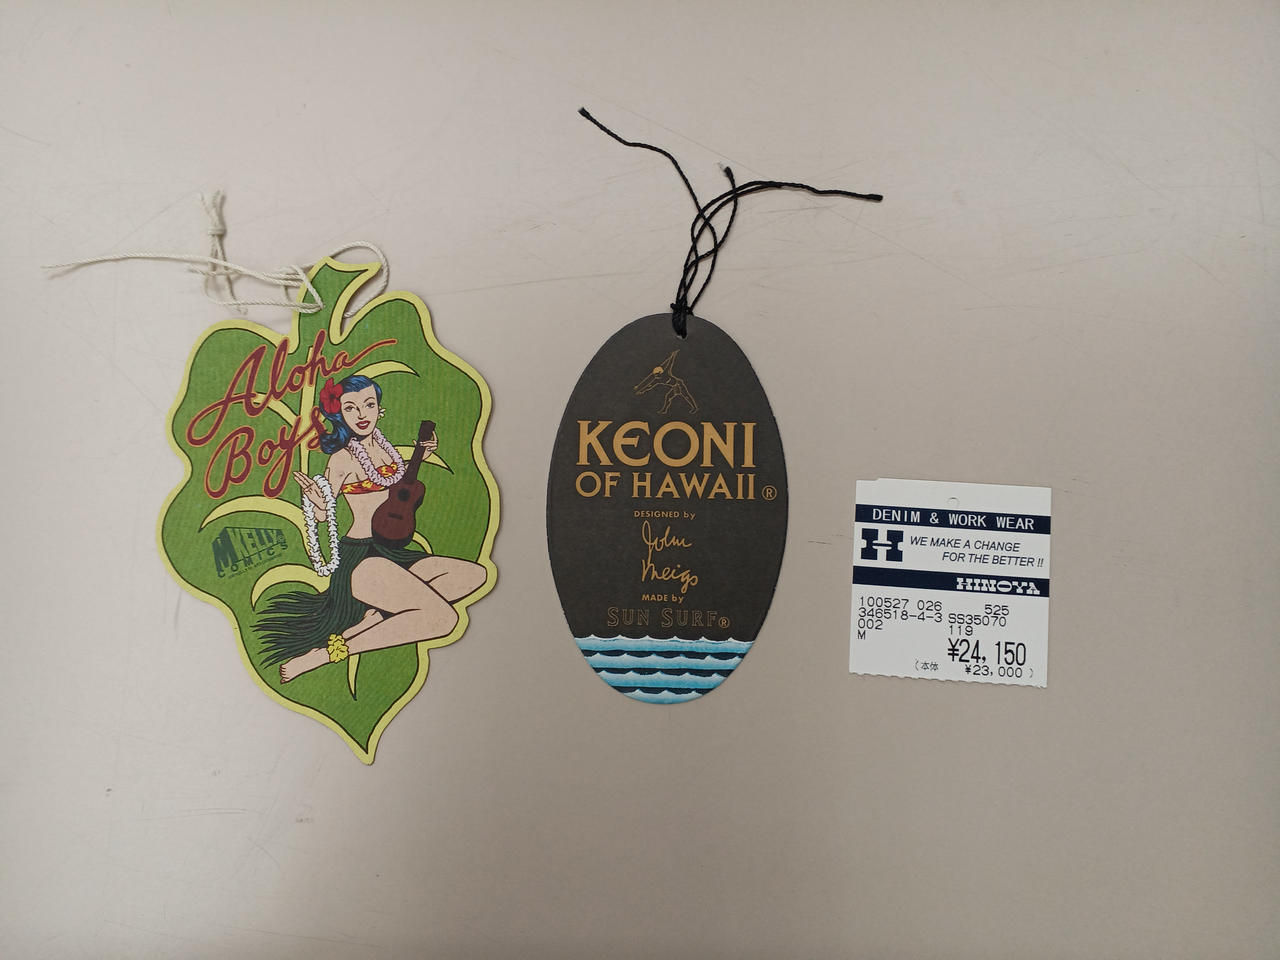 Aloha
Boys
M.KELLY
COMICS
KEONI
OF HAWAII®
DESIGNED by
John
Meigs
MADE by
SUN SURF®
DENIM & WORK WEAR
H
WE MAKE A CHANGE
FOR THE BETTER !!
HINOYA
100527 026 525
346518-4-3 SS35070
002 119
M
¥24,150
(本体 ¥23,000)